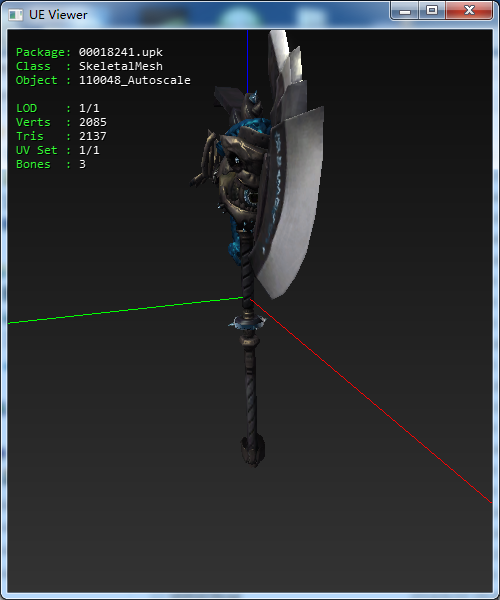 UE Viewer
Package: 00018241.upk
Class : SkeletalMesh
Object : 110048_Autoscale
LOD : 1/1
Verts : 2085
Tris : 2137
UV Set : 1/1
Bones : 3